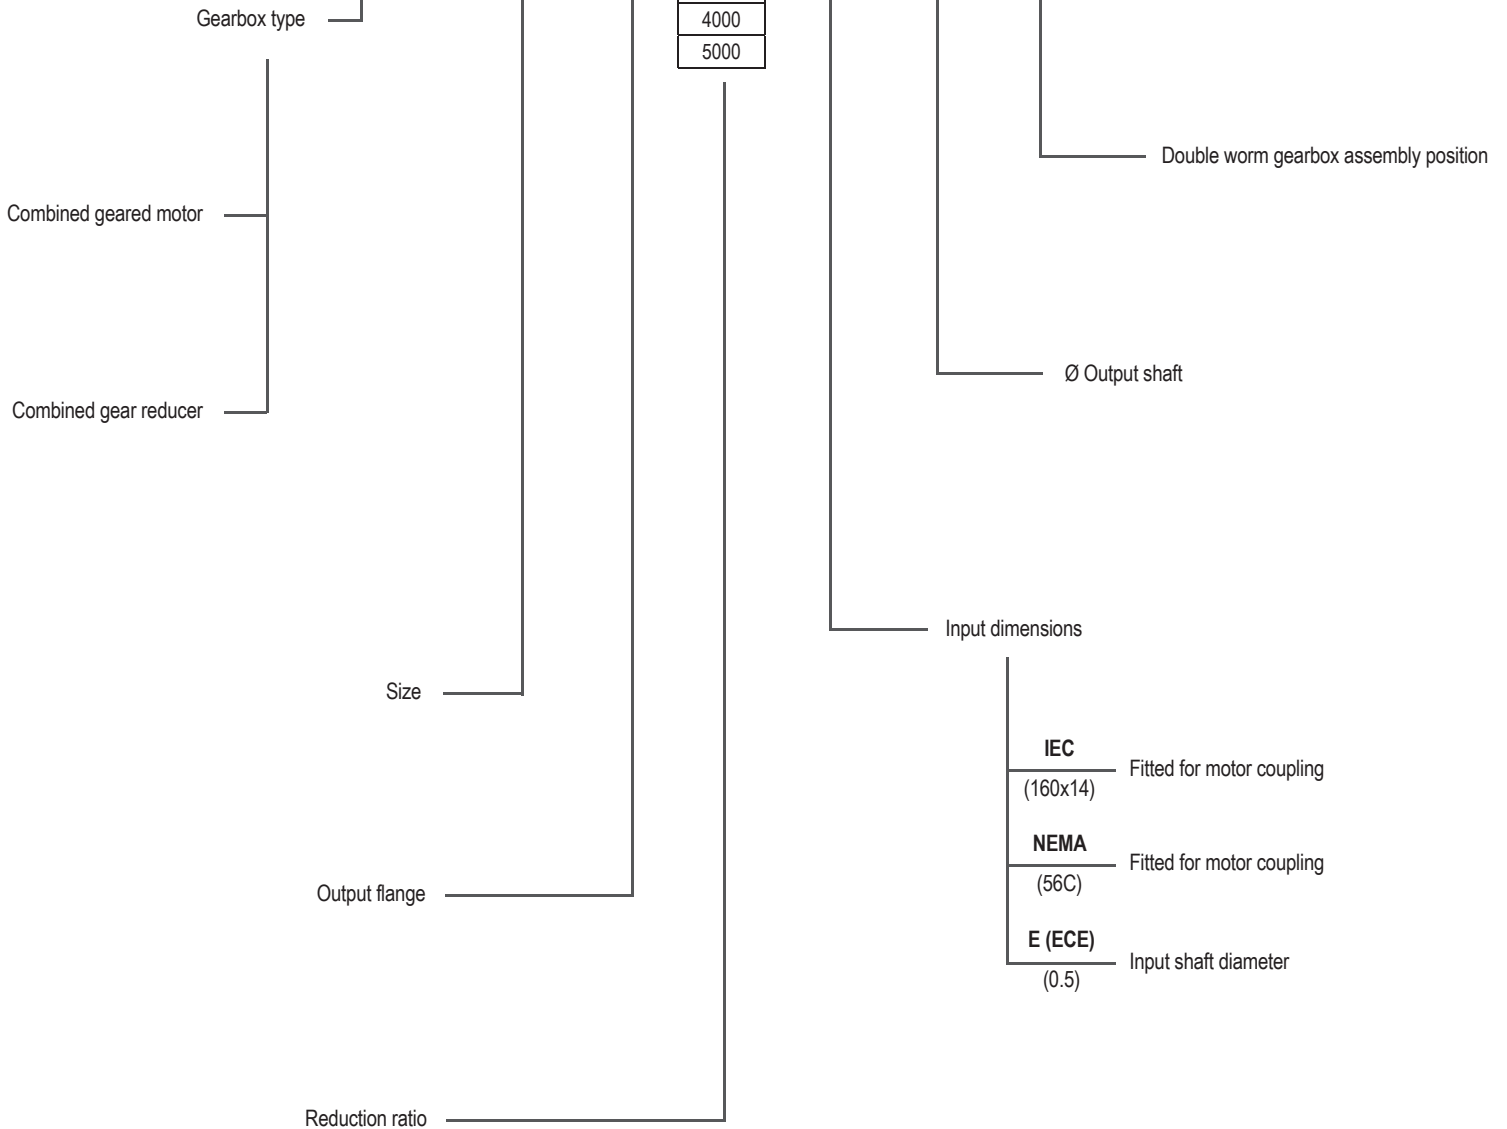 Gearbox type
4000
5000
Double worm gearbox assembly position
Combined geared motor
Ø Output shaft
Combined gear reducer
Input dimensions
Size
IEC
Fitted for motor coupling
(160x14)
NEMA
Fitted for motor coupling
(56C)
Output flange
E (ECE)
Input shaft diameter
(0.5)
Reduction ratio